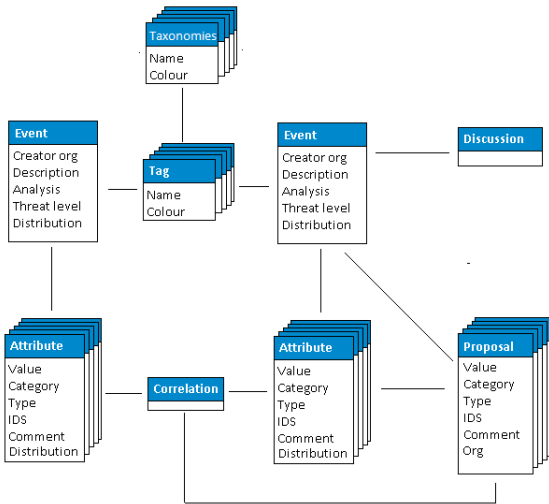 Taxonomies
Name
Colour
Event
Creator org
Description
Analysis
Threat level
Distribution
Tag
Name
Colour
Event
Creator org
Description
Analysis
Threat level
Distribution
Discussion
Attribute
Value
Category
Type
IDS
Comment
Distribution
Correlation
Attribute
Value
Category
Type
IDS
Comment
Distribution
Proposal
Value
Category
Type
IDS
Comment
Org